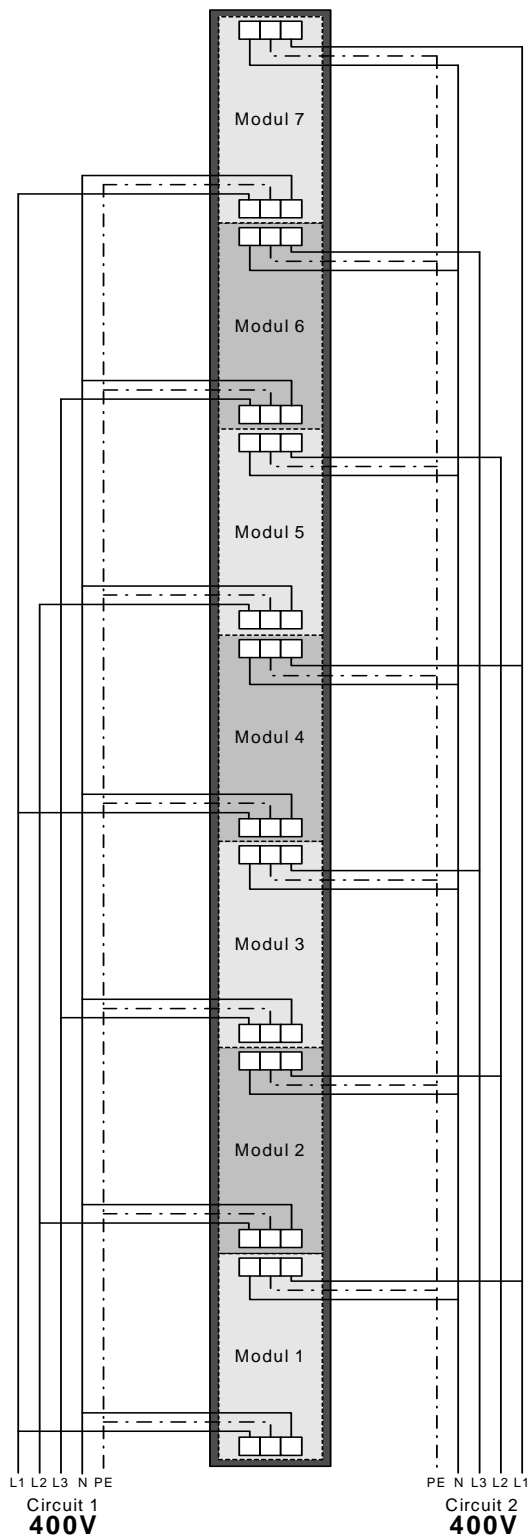 Modul 7
Modul 6
Modul 5
Modul 4
Modul 3
Modul 2
Modul 1
L1 L2 L3 N PE
Circuit 1
400V
PE N L3 L2 L1
Circuit 2
400V